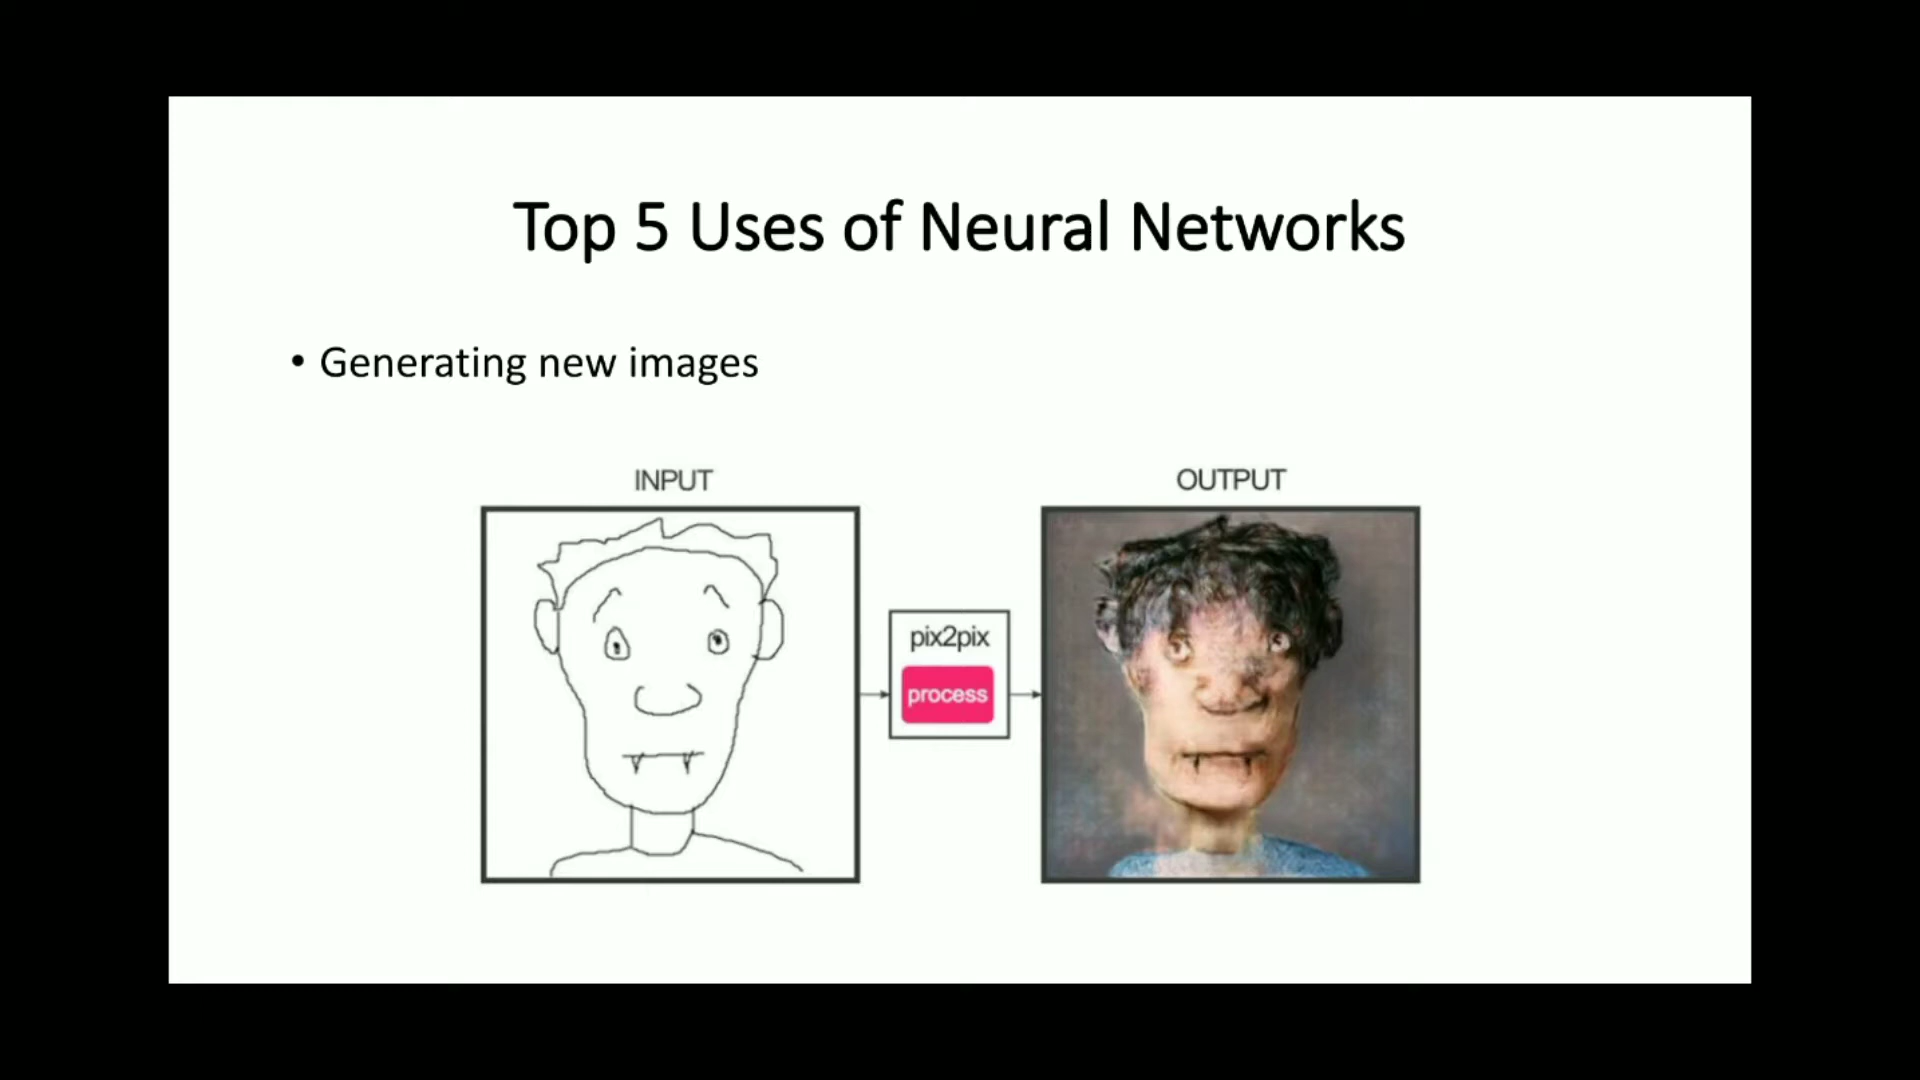 Top 5 Uses of Neural Networks
• Generating new images
INPUT
OUTPUT
pix2pix
process